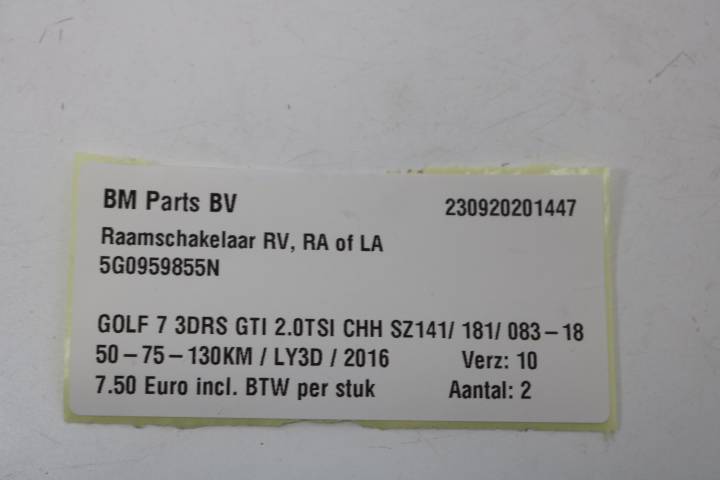 BM Parts BV 230920201447
Raamschakelaar RV, RA of LA
5G0959855N
GOLF 7 3DRS GTI 2.0TSI CHH SZ141/ 181/ 083-18
50-75-130KM / LY3D / 2016 Verz: 10
7.50 Euro incl. BTW per stuk Aantal: 2